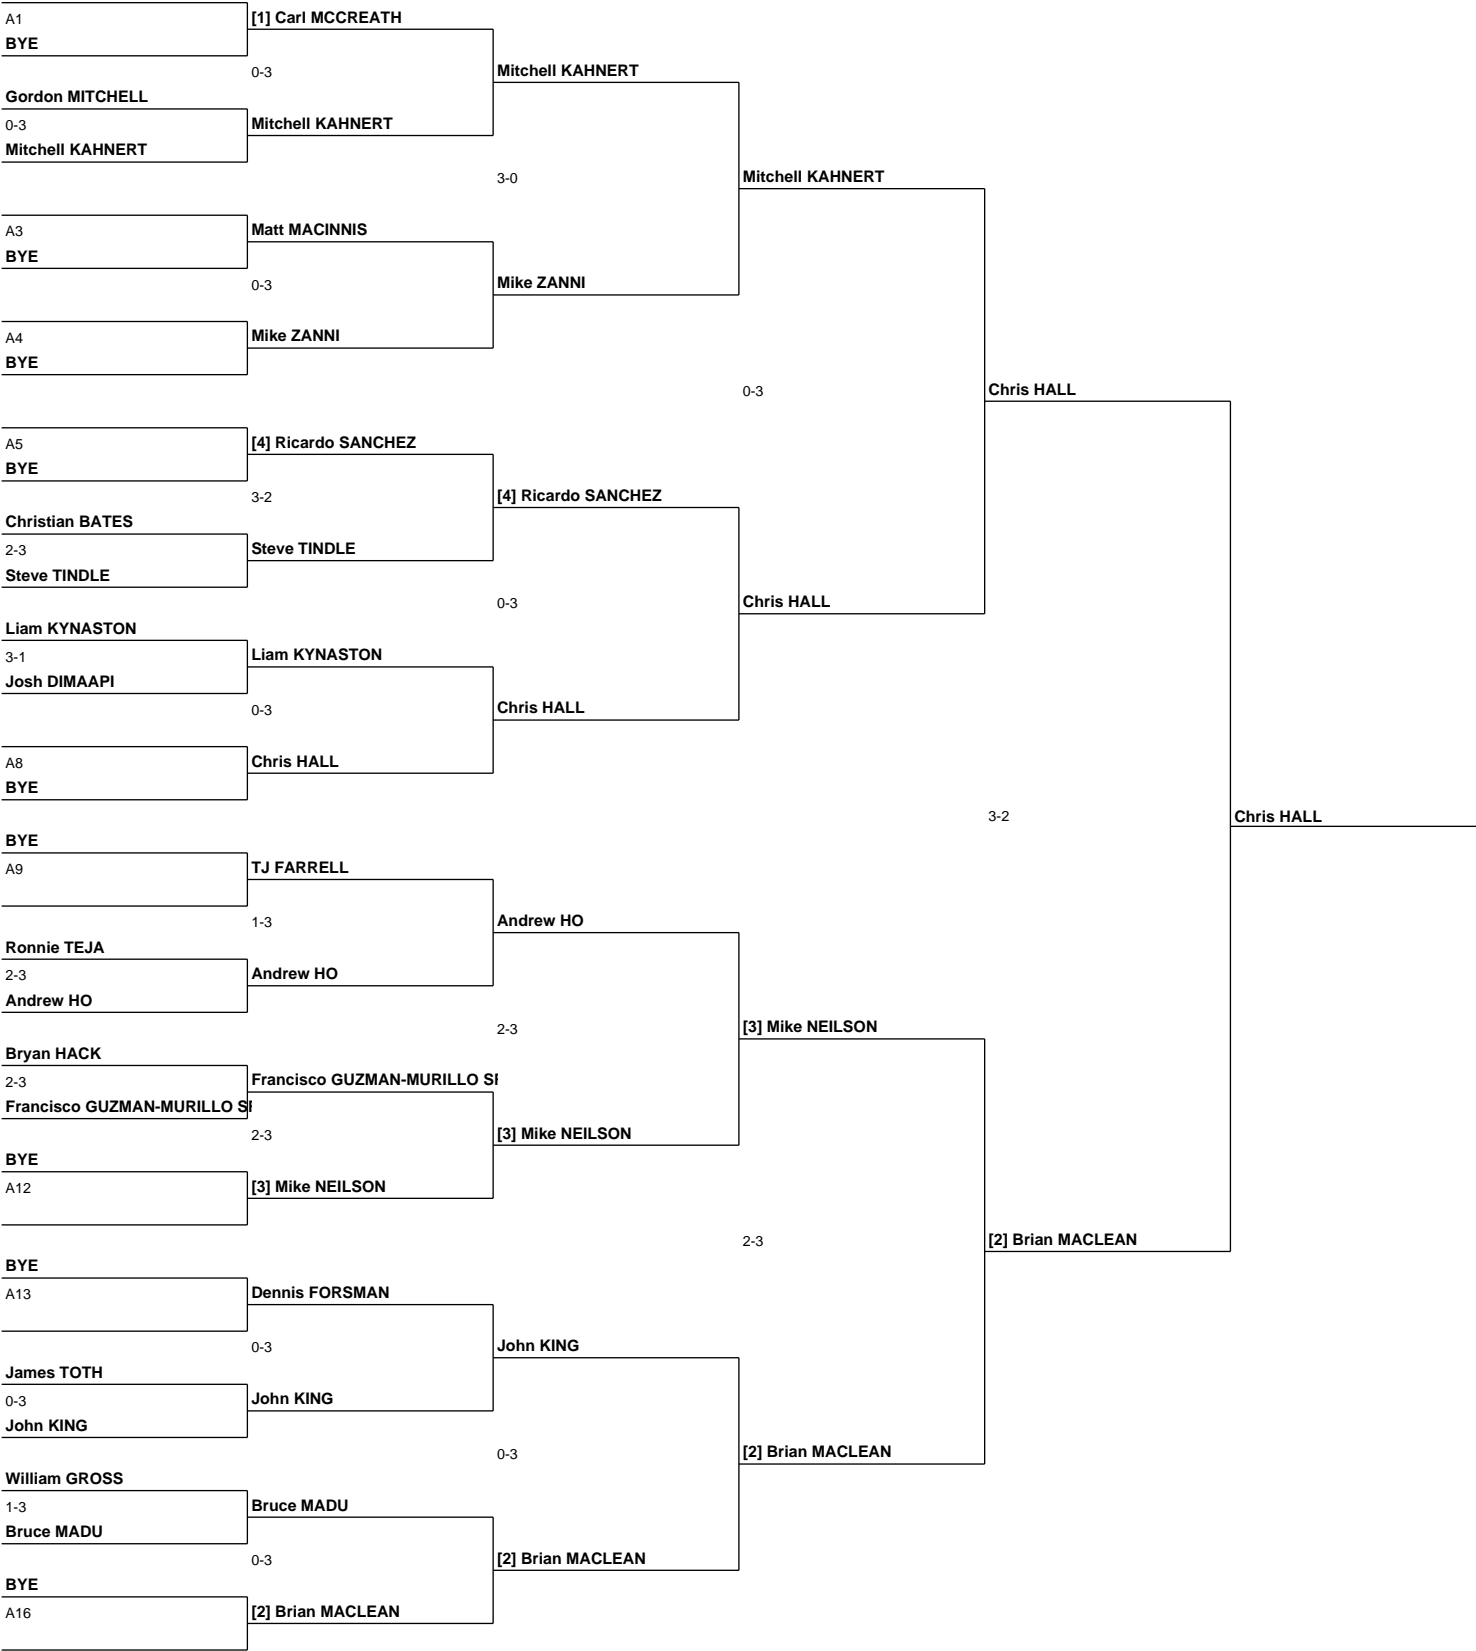 A1
BYE
[1] Carl MCCREATH
0-3
Gordon MITCHELL
0-3
Mitchell KAHNERT
Mitchell KAHNERT
Mitchell KAHNERT
3-0
A3
BYE
Matt MACINNIS
0-3
A4
BYE
Mike ZANNI
Mike ZANNI
Mitchell KAHNERT
0-3
A5
BYE
[4] Ricardo SANCHEZ
3-2
Christian BATES
2-3
Steve TINDLE
Steve TINDLE
[4] Ricardo SANCHEZ
0-3
Liam KYNASTON
3-1
Josh DIMAAPI
Liam KYNASTON
0-3
A8
BYE
Chris HALL
Chris HALL
Chris HALL
Chris HALL
3-2
Chris HALL
BYE
A9
TJ FARRELL
1-3
Ronnie TEJA
2-3
Andrew HO
Andrew HO
Andrew HO
2-3
Bryan HACK
2-3
Francisco GUZMAN-MURILLO
Francisco GUZMAN-MURILLO
2-3
BYE
A12
[3] Mike NEILSON
[3] Mike NEILSON
[3] Mike NEILSON
2-3
BYE
A13
Dennis FORSMAN
0-3
James TOTH
0-3
John KING
John KING
John KING
0-3
William GROSS
1-3
Bruce MADU
Bruce MADU
0-3
BYE
A16
[2] Brian MACLEAN
[2] Brian MACLEAN
[2] Brian MACLEAN
[2] Brian MACLEAN